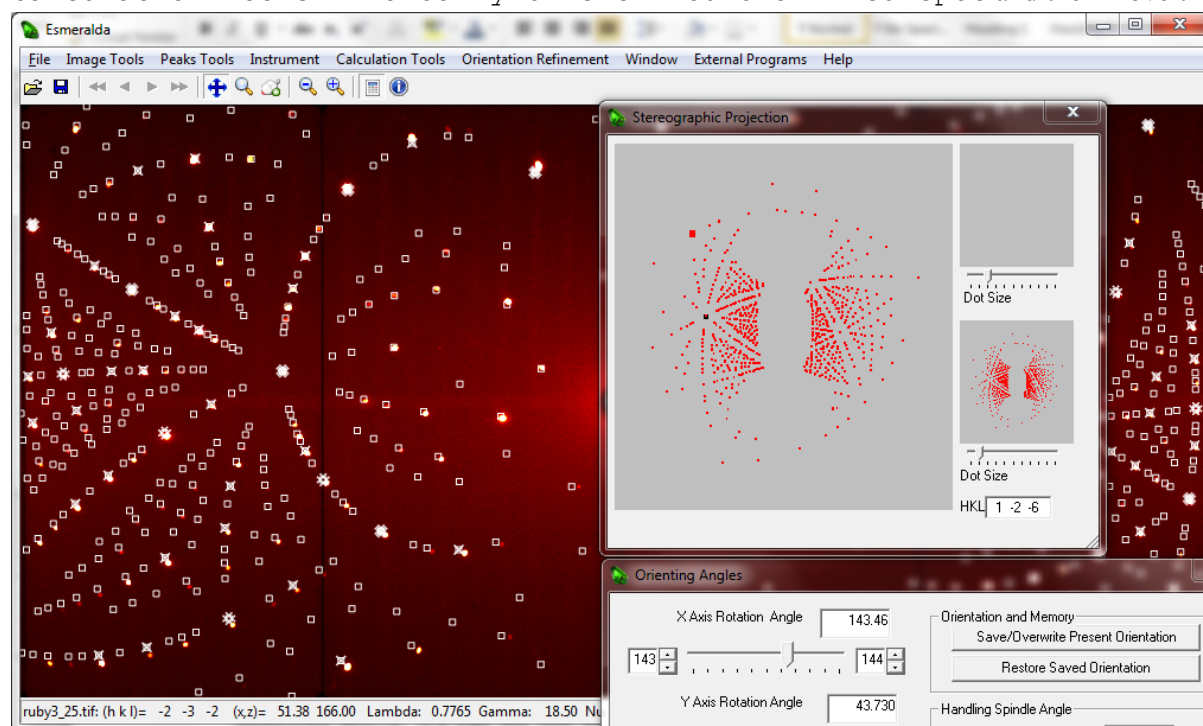 Esmeralda
File Image Tools Peaks Tools Instrument Calculation Tools Orientation Refinement Window External Programs Help
Stereographic Projection
Dot Size
Dot Size
HKL 1 -2 -6
Orienting Angles
X Axis Rotation Angle 143.46
Orientation and Memory
Save/Overwrite Present Orientation
143 144
Restore Saved Orientation
Y Axis Rotation Angle 43.730
Handling Spindle Angle
ruby3_25.tif: (h k l)= -2 -3 -2 (x,z)= 51.38 166.00 Lambda: 0.7765 Gamma: 18.50 Nu